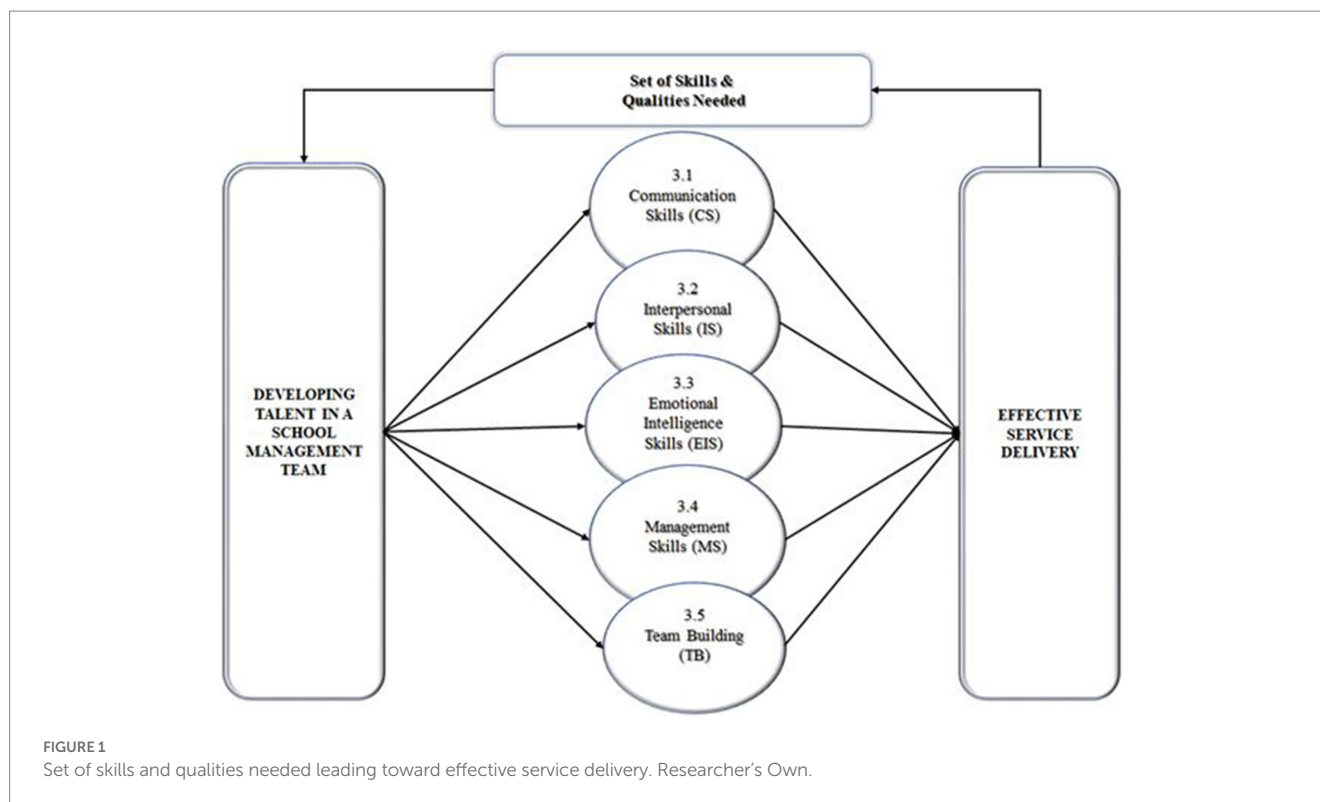 Set of Skills &
Qualities Needed
3.1
Communication
Skills (CS)
3.2
Interpersonal
Skills (IS)
3.3
Emotional
Intelligence
Skills (EIS)
3.4
Management
Skills (MS)
3.5
Team Building
(TB)
DEVELOPING
TALENT IN A
SCHOOL
MANAGEMENT
TEAM
EFFECTIVE
SERVICE
DELIVERY
FIGURE 1
Set of skills and qualities needed leading toward effective service delivery. Researcher's Own.